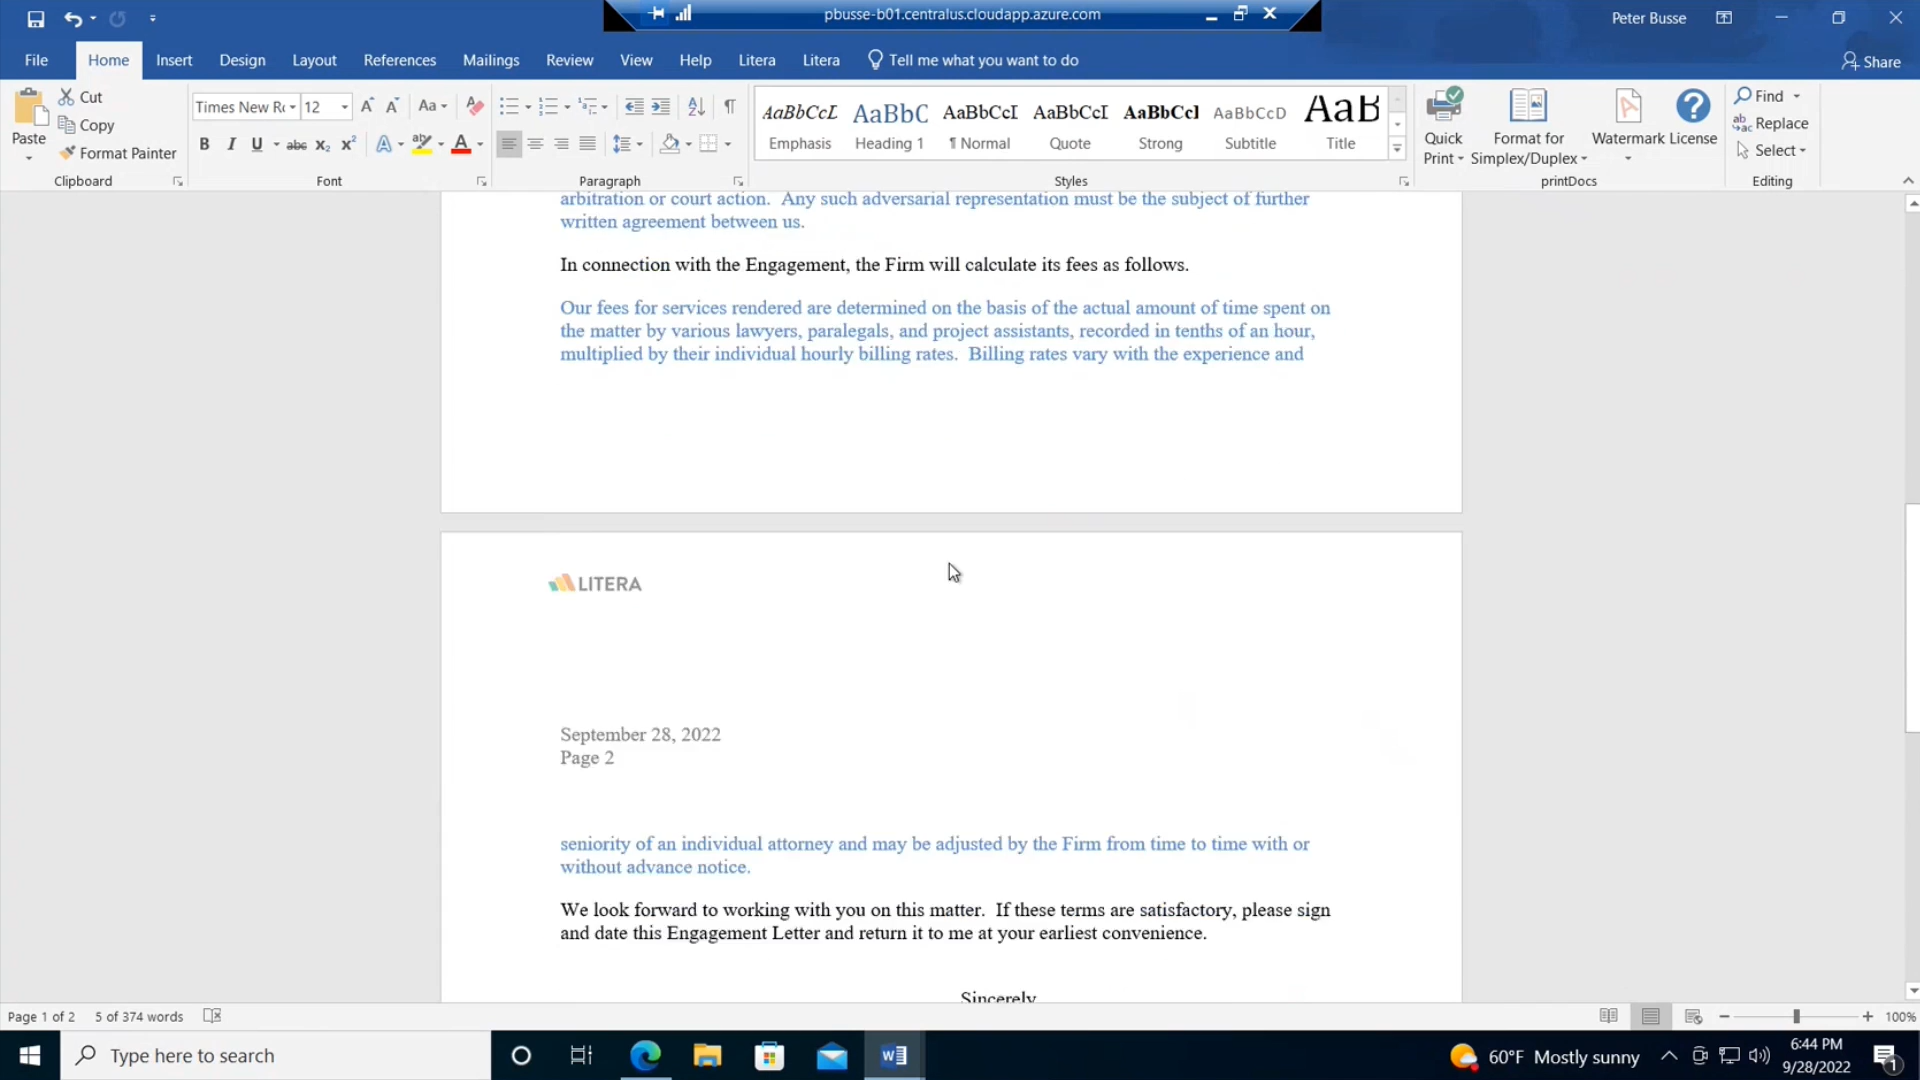 pbusse-b01.centralus.cloudapp.azure.com
Peter Busse
File Home Insert Design Layout References Mailings Review View Help Litera Litera Tell me what you want to do Share
Paste
Cut
Copy
Format Painter
Clipboard
Times New Ro 12
Font
Paragraph
AaBbCcL AaBbC AaBbCcI AaBbCcI AaBbCcI AaBbCcD AaB
Emphasis Heading 1 ¶ Normal Quote Strong Subtitle Title
Styles
Quick Print
Format for Simplex/Duplex
Watermark
License
printDocs
Find
Replace
Select
Editing
arbitration or court action. Any such adversarial representation must be the subject of further
written agreement between us.
In connection with the Engagement, the Firm will calculate its fees as follows.
Our fees for services rendered are determined on the basis of the actual amount of time spent on
the matter by various lawyers, paralegals, and project assistants, recorded in tenths of an hour,
multiplied by their individual hourly billing rates. Billing rates vary with the experience and
LITERA
September 28, 2022
Page 2
seniority of an individual attorney and may be adjusted by the Firm from time to time with or
without advance notice.
We look forward to working with you on this matter. If these terms are satisfactory, please sign
and date this Engagement Letter and return it to me at your earliest convenience.
Sincerely
Page 1 of 2 5 of 374 words
100%
Type here to search
60°F Mostly sunny
6:44 PM
9/28/2022
1